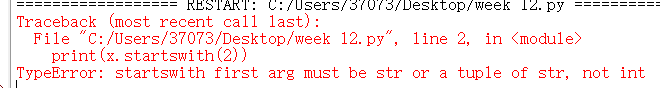 ================== RESTART: C:/Users/37073/Desktop/week 12.py ==========
Traceback (most recent call last):
  File "C:/Users/37073/Desktop/week 12.py", line 2, in <module>
    print(x.startswith(2))
TypeError: startswith first arg must be str or a tuple of str, not int